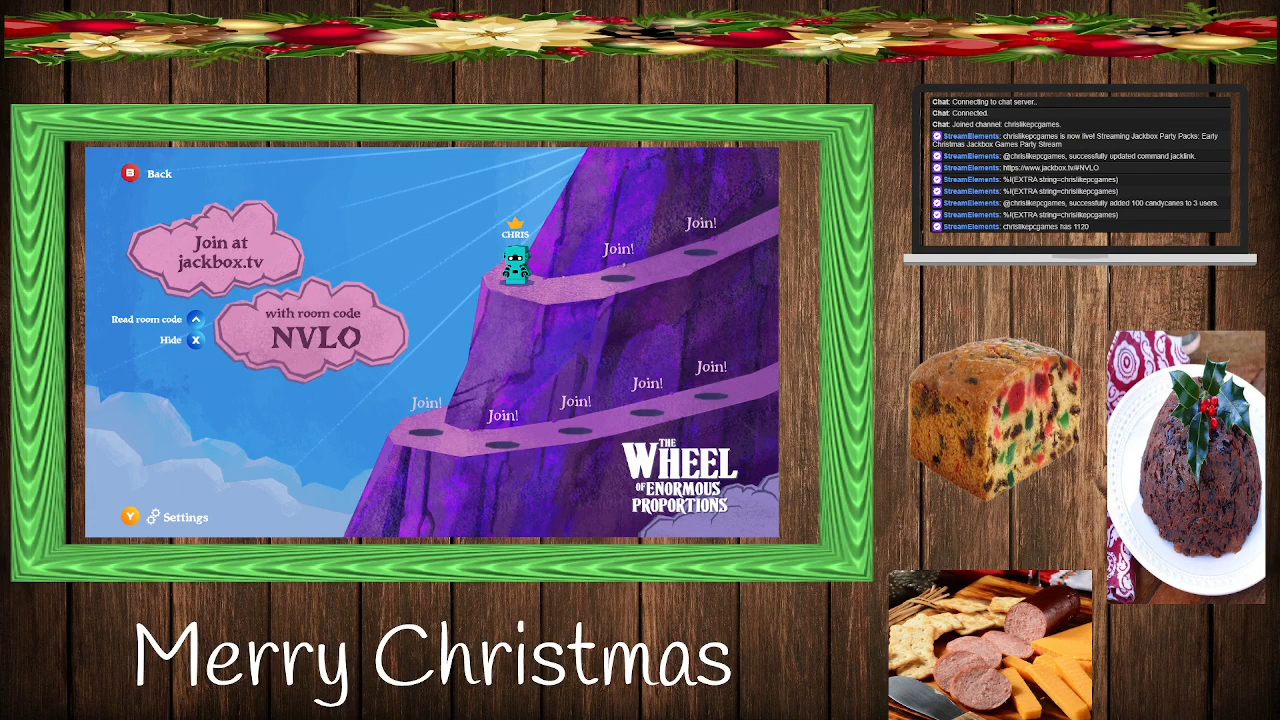 Chat: Connecting to chat server..
Chat: Connected.
Chat: Joined channel: chrislikepcgames.
StreamElements: chrislikepcgames is now live! Streaming Jackbox Party Packs: Early
Christmas Jackbox Games Party Stream
StreamElements: @chrislikepcgames, successfully updated command jacklink.
StreamElements: https://www.jackbox.tv/#NVLO
StreamElements: %!(EXTRA string=chrislikepcgames)
StreamElements: %!(EXTRA string=chrislikepcgames)
StreamElements: @chrislikepcgames, successfully added 100 candycanes to 3 users.
StreamElements: %!(EXTRA string=chrislikepcgames)
StreamElements: chrislikepcgames has 1120
B Back
Join at
jackbox.tv
with room code
NVLO
Read room code
Hide X
CHRIS
Join!
Join!
Join!
Join!
Join!
Join!
Join!
THE
WHEEL
OF ENORMOUS
PROPORTIONS
Y Settings
Merry Christmas